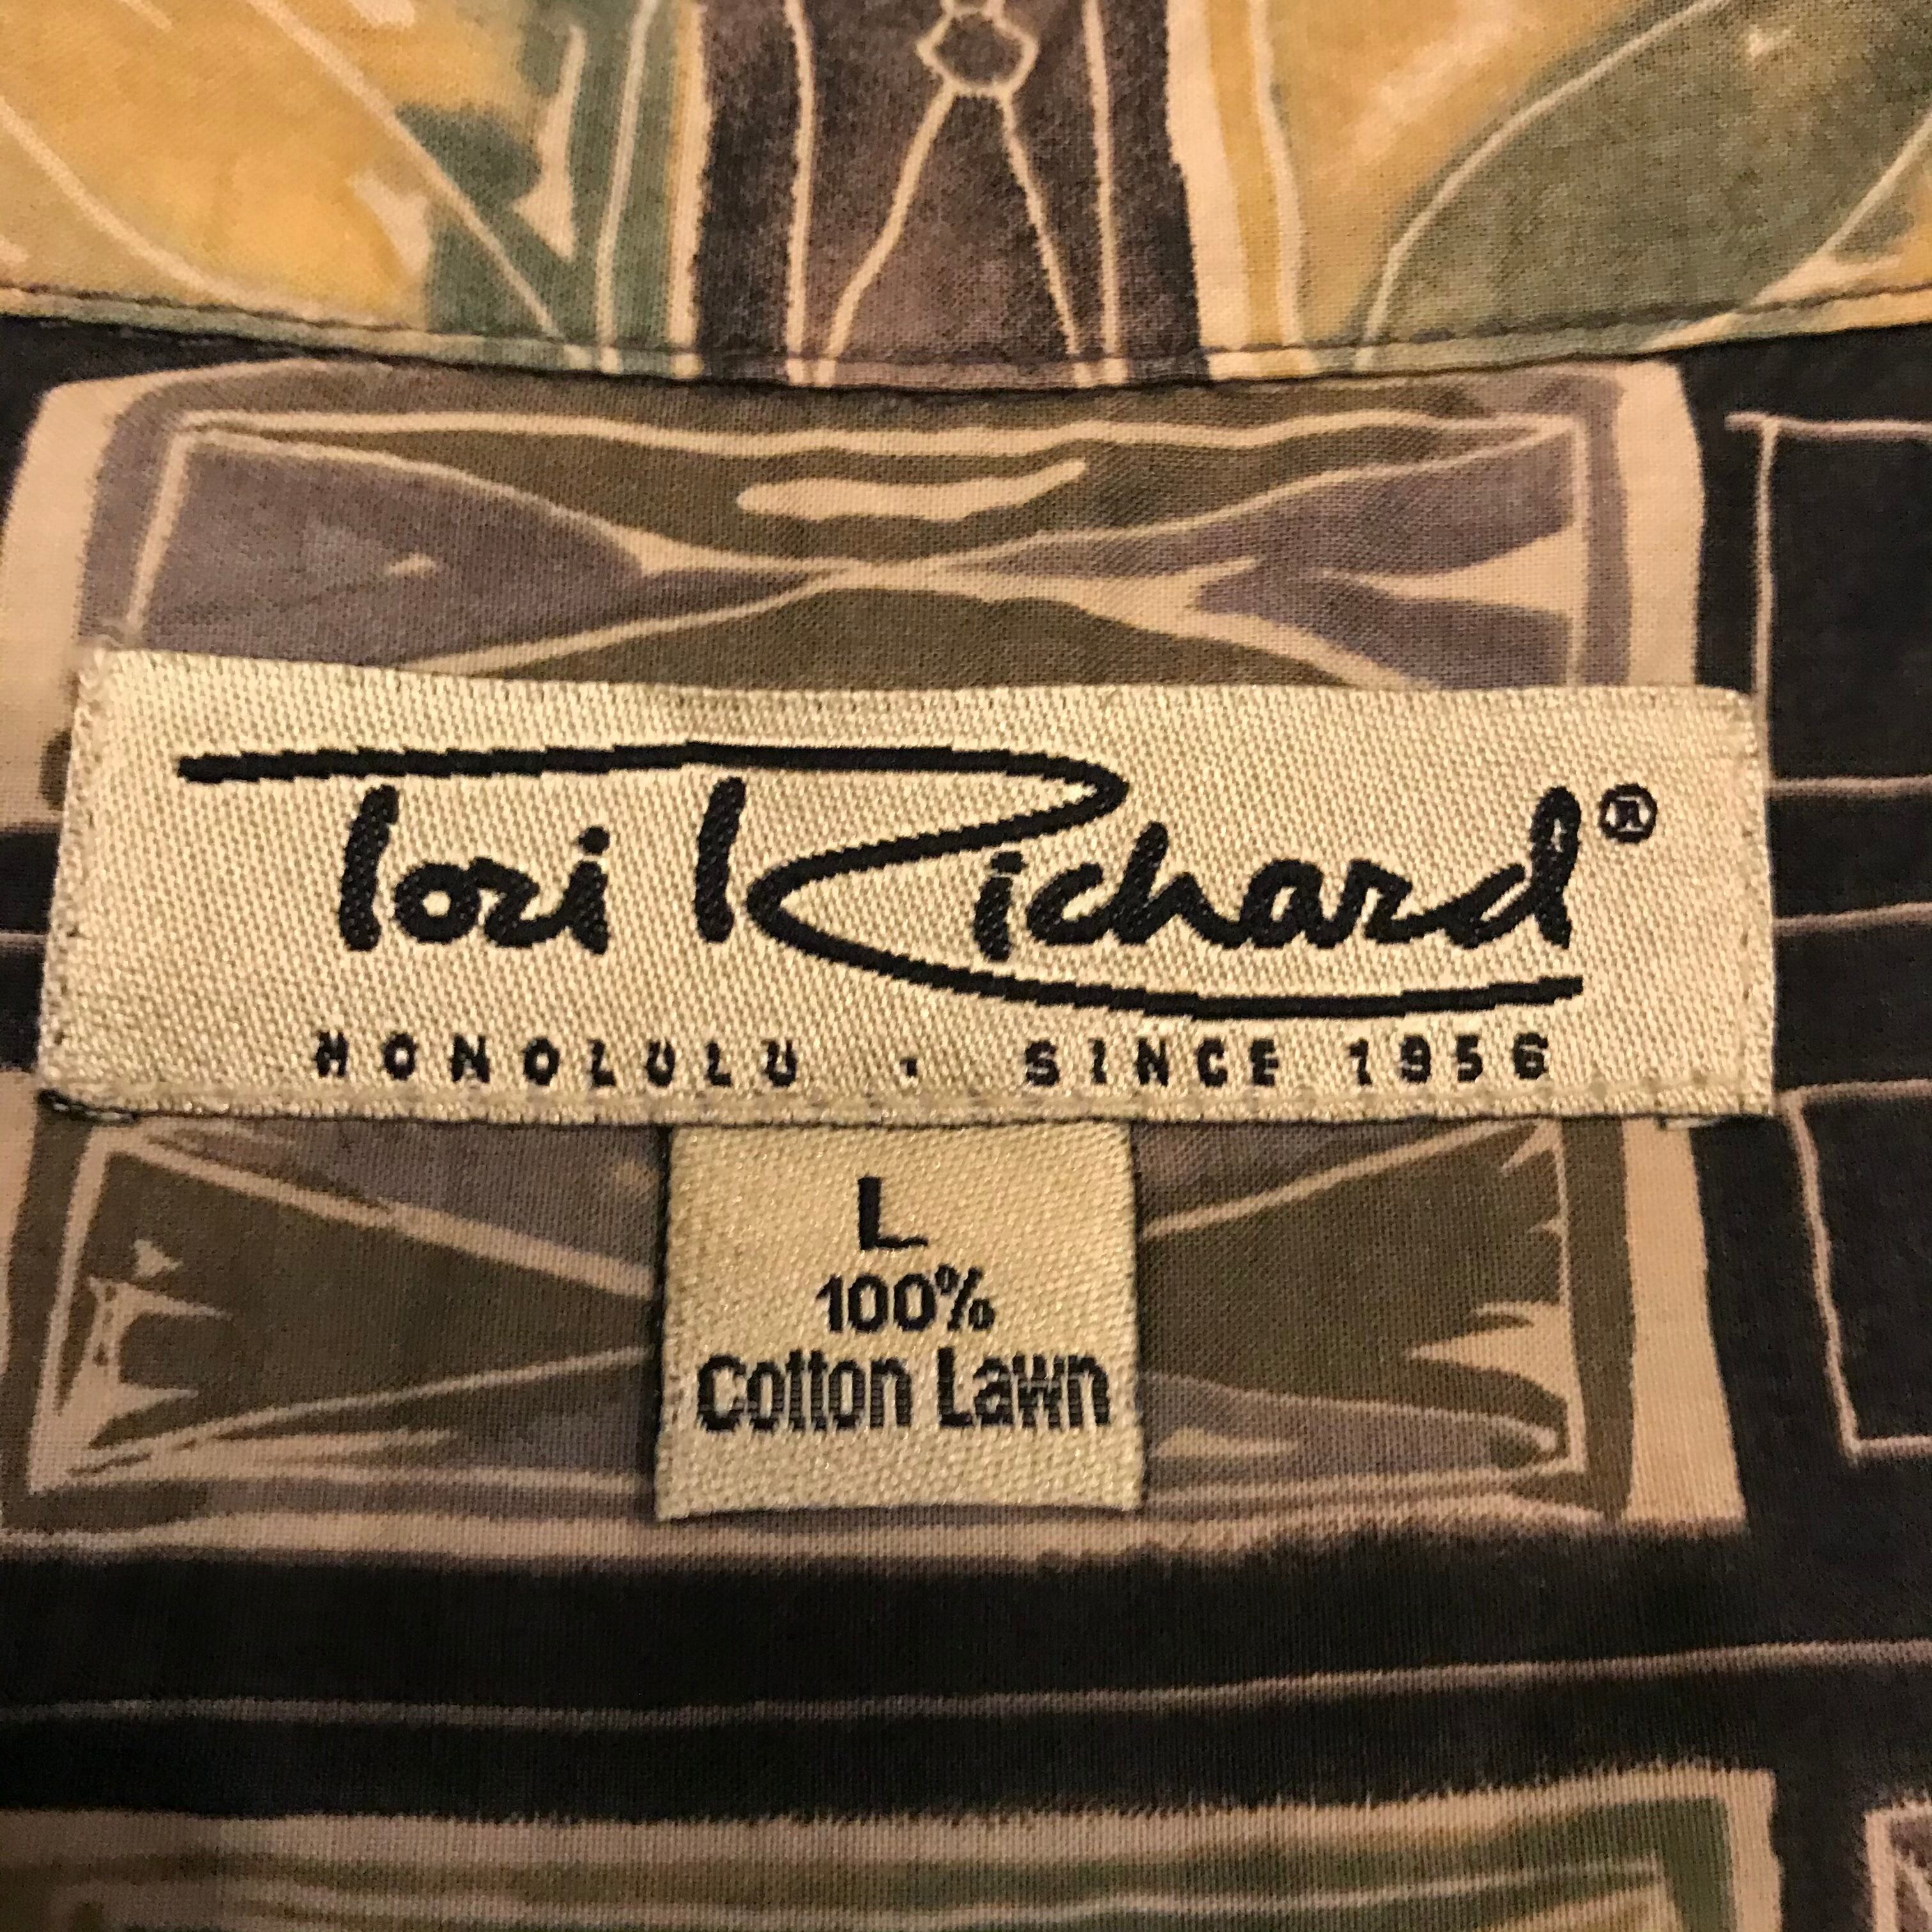 Tori Richard®
HONOLULU · SINCE 1956
L
100%
Cotton Lawn